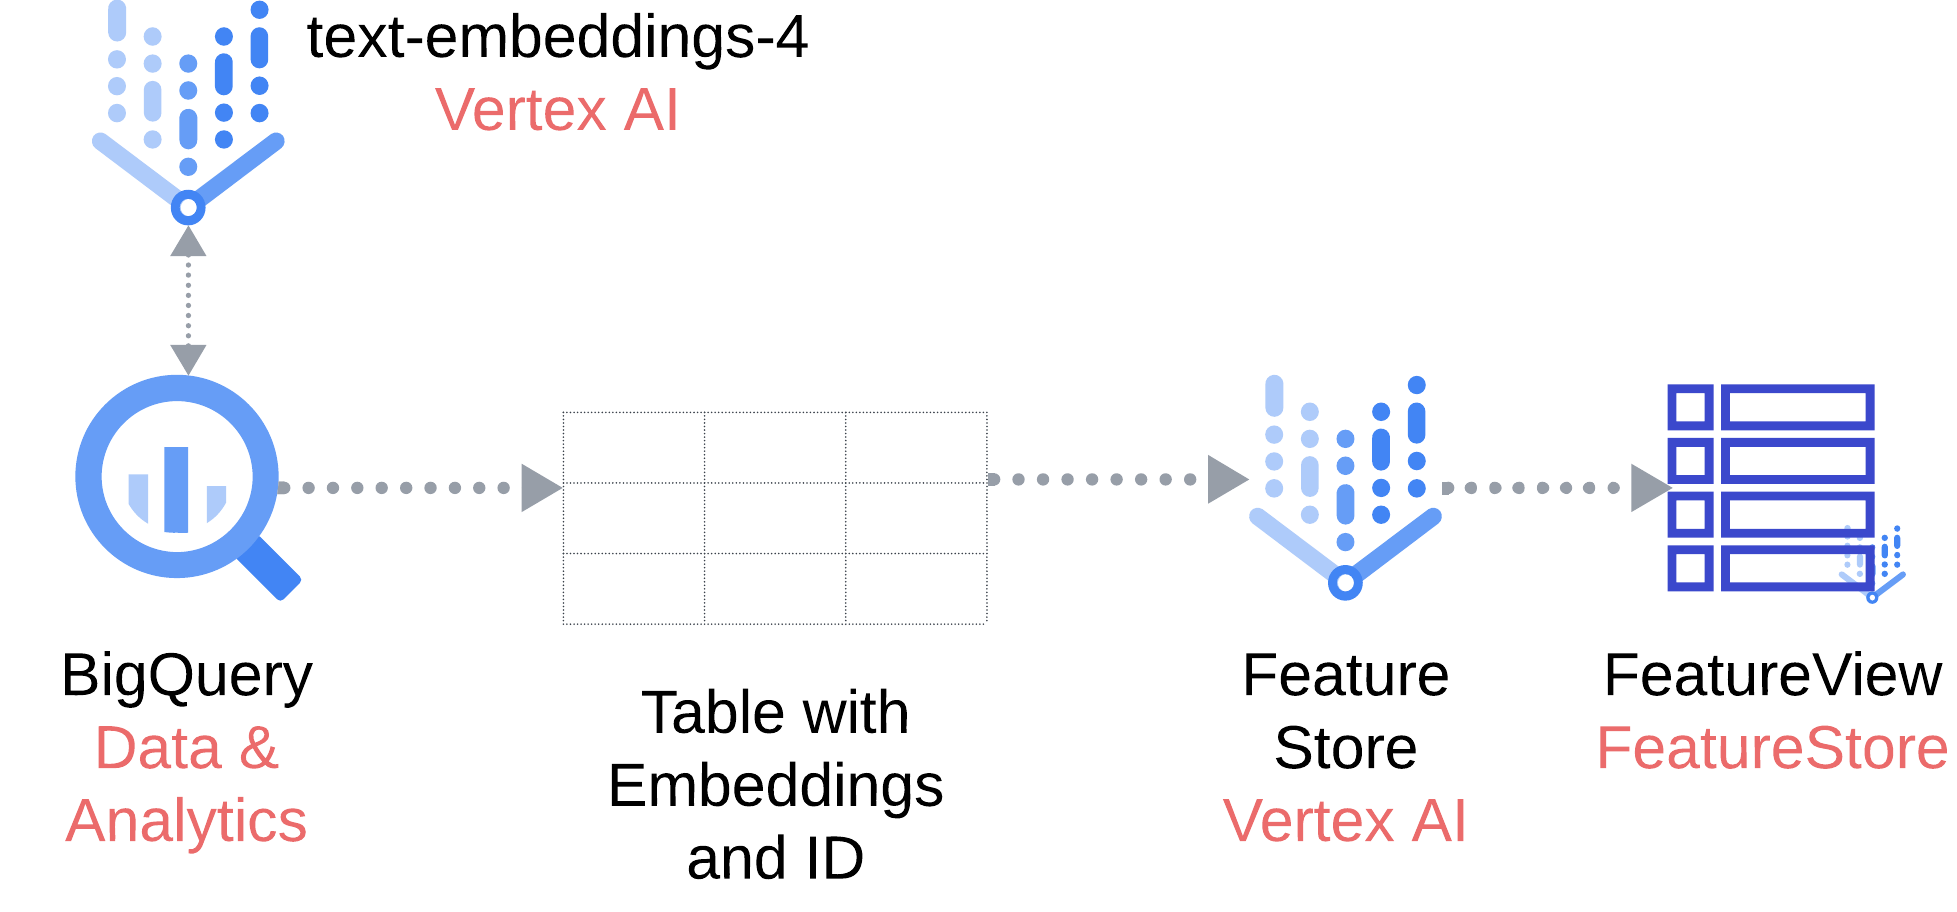 text-embeddings-4
Vertex AI
BigQuery
Data &
Analytics
Table with
Embeddings
and ID
Feature
Store
Vertex AI
FeatureView
FeatureStore